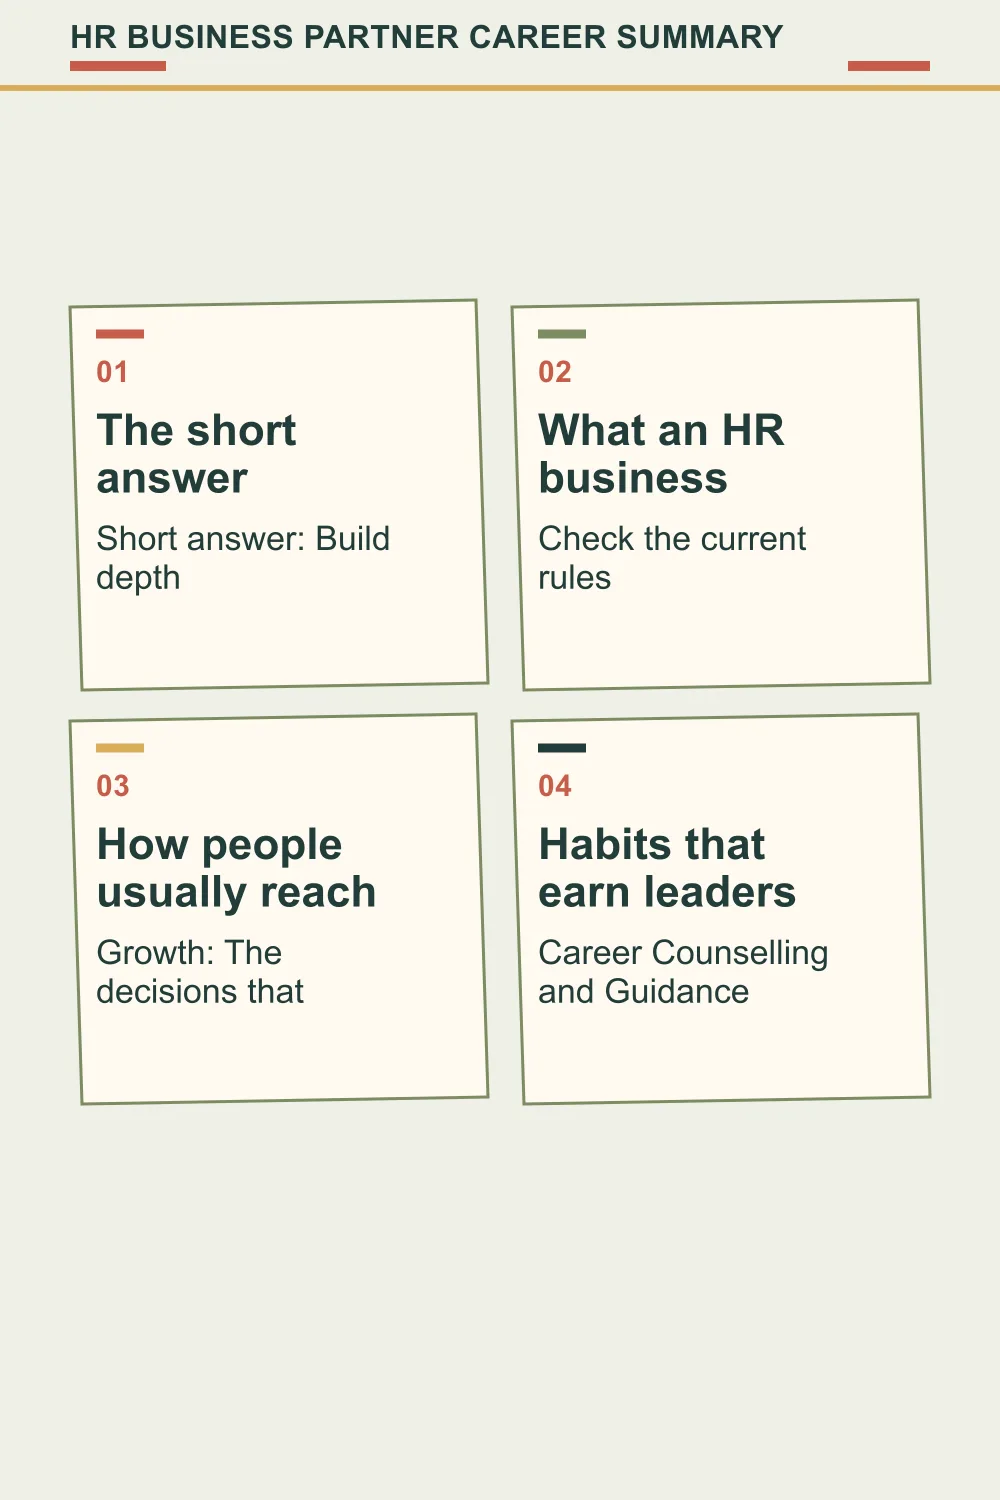 HR BUSINESS PARTNER CAREER SUMMARY
01
The short
answer
Short answer: Build
depth
02
What an HR
business
Check the current
rules
03
How people
usually reach
Growth: The
decisions that
04
Habits that
earn leaders
Career Counselling
and Guidance